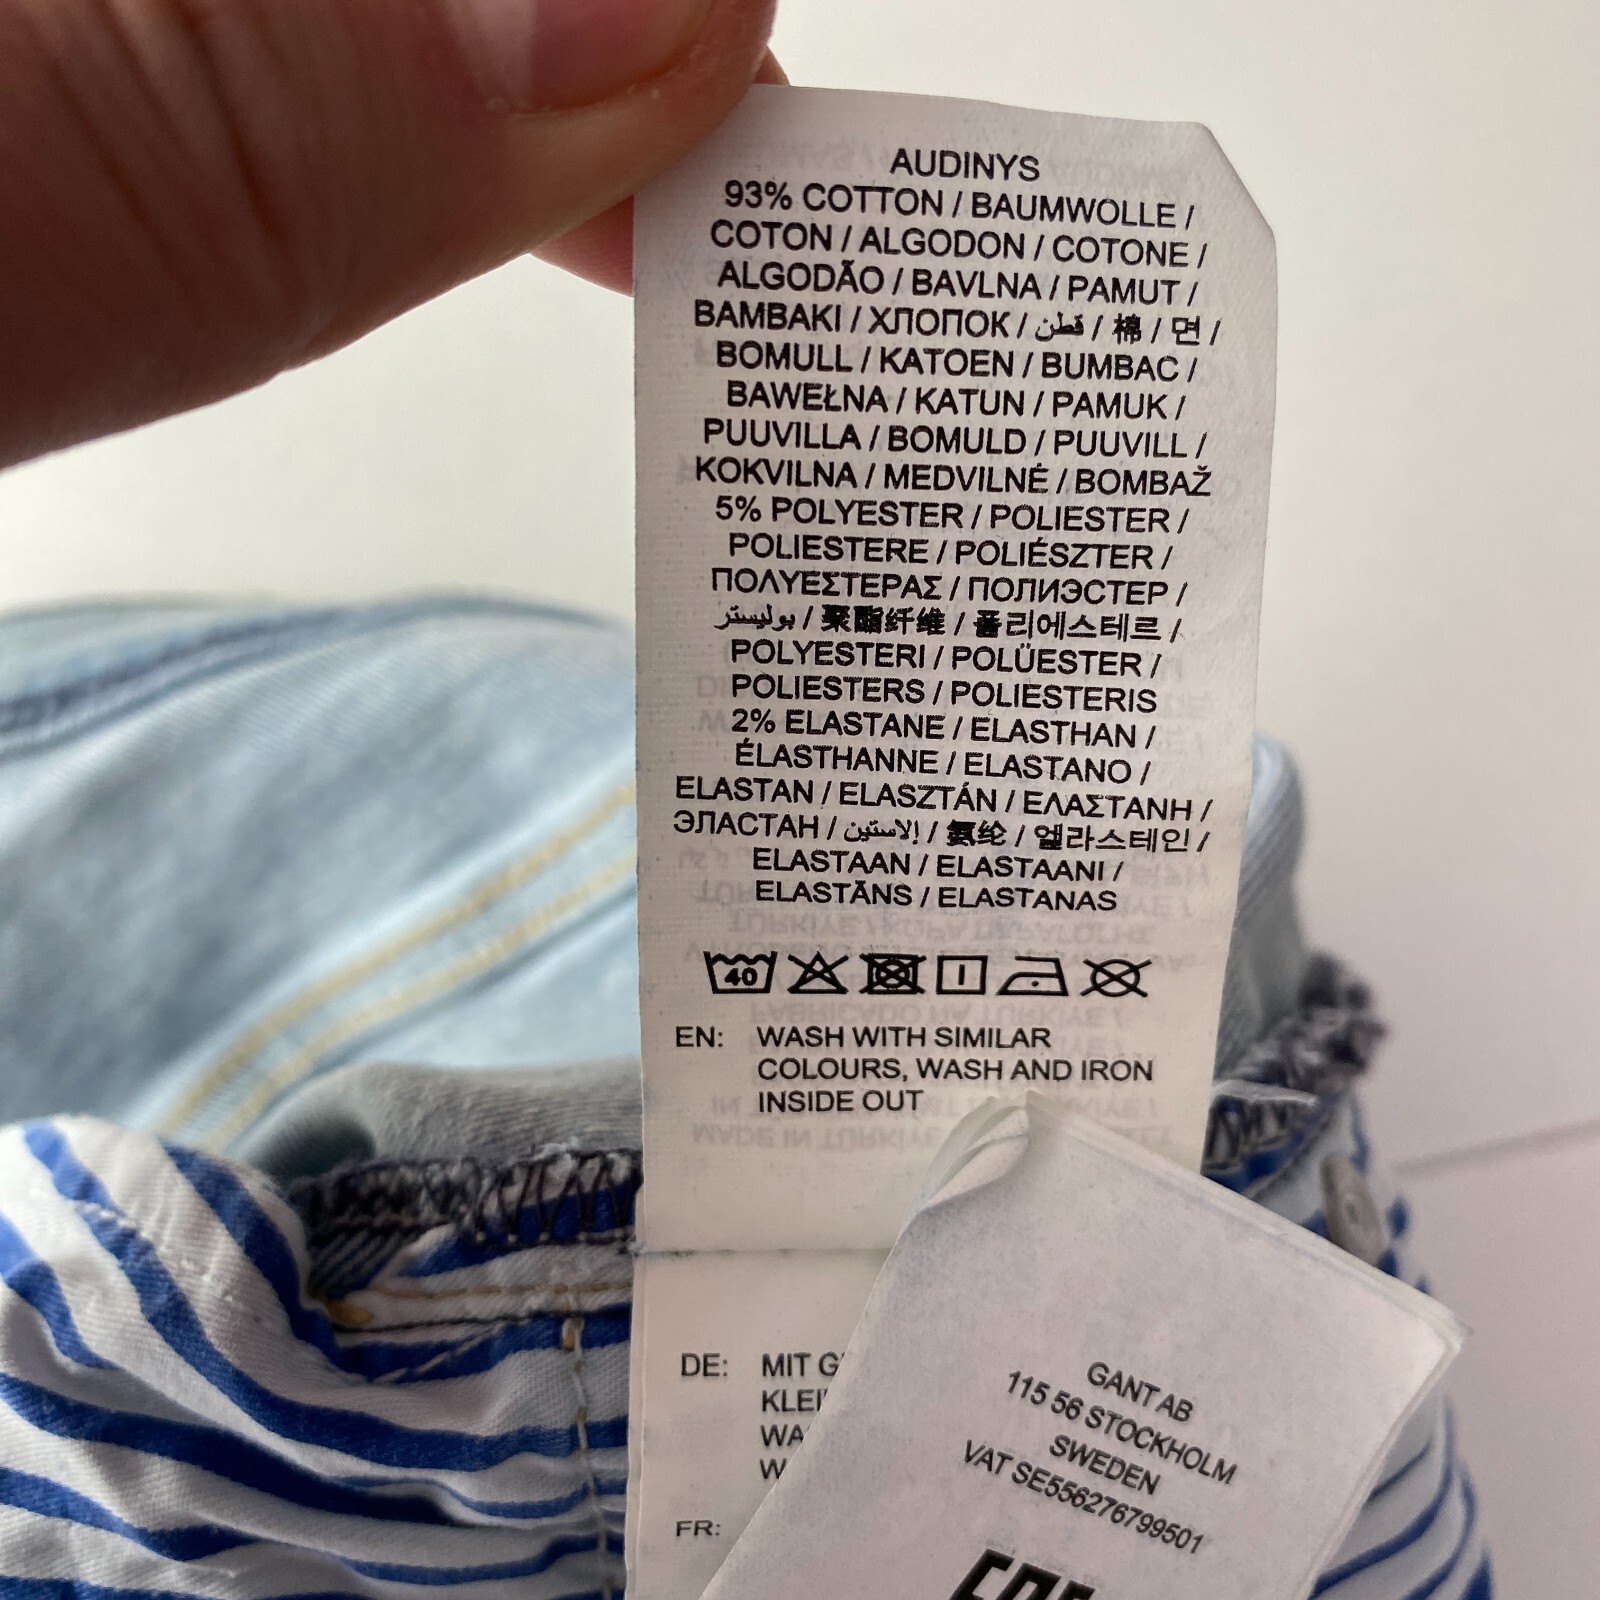 AUDINYS
93% COTTON / BAUMWOLLE /
COTON / ALGODON / COTONE /
ALGODÃO / BAVLNA / PAMUT /
BAMBAKI / ХЛОПОК / قطن / 棉 / 면 /
BOMULL / KATOEN / BUMBAC /
BAWEŁNA / KATUN / PAMUK /
PUUVILLA / BOMULD / PUUVILL /
KOKVILNA / MEDVILNĖ / BOMBAŽ
5% POLYESTER / POLIESTER /
POLIESTERE / POLIÉSZTER /
ΠΟΛΥΕΣΤΕΡΑΣ / ПОЛИЭСТЕР /
بوليستر / 聚酯纤维 / 폴리에스테르 /
POLYESTERI / POLÜESTER /
POLIESTERS / POLIESTERIS
2% ELASTANE / ELASTHAN /
ÉLASTHANNE / ELASTANO /
ELASTAN / ELASZTÁN / ΕΛΑΣΤΑΝΗ /
ЭЛАСТАН / إلاستين / 氨纶 / 엘라스테인 /
ELASTAAN / ELASTAANI /
ELASTĀNS / ELASTANAS
40
EN: WASH WITH SIMILAR
COLOURS, WASH AND IRON
INSIDE OUT
DE: MIT
FR:
GANT AB
115 56 STOCKHOLM
SWEDEN
VAT SE556276799501